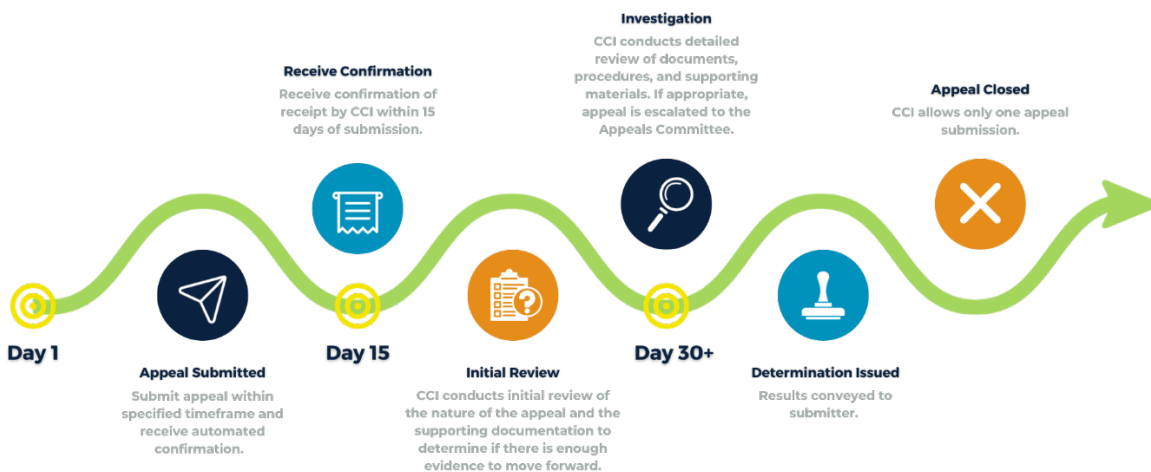 Receive Confirmation
Receive confirmation of
receipt by CCI within 15
days of submission.
Investigation
CCI conducts detailed
review of documents,
procedures, and supporting
materials. If appropriate,
appeal is escalated to the
Appeals Committee.
Appeal Closed
CCI allows only one appeal
submission.
?
Day 1
Day 15
Day 30+
Appeal Submitted
Submit appeal within
specified timeframe and
receive automated
confirmation.
Initial Review
CCI conducts initial review of
the nature of the appeal and the
supporting documentation to
determine if there is enough
evidence to move forward.
Determination Issued
Results conveyed to
submitter.